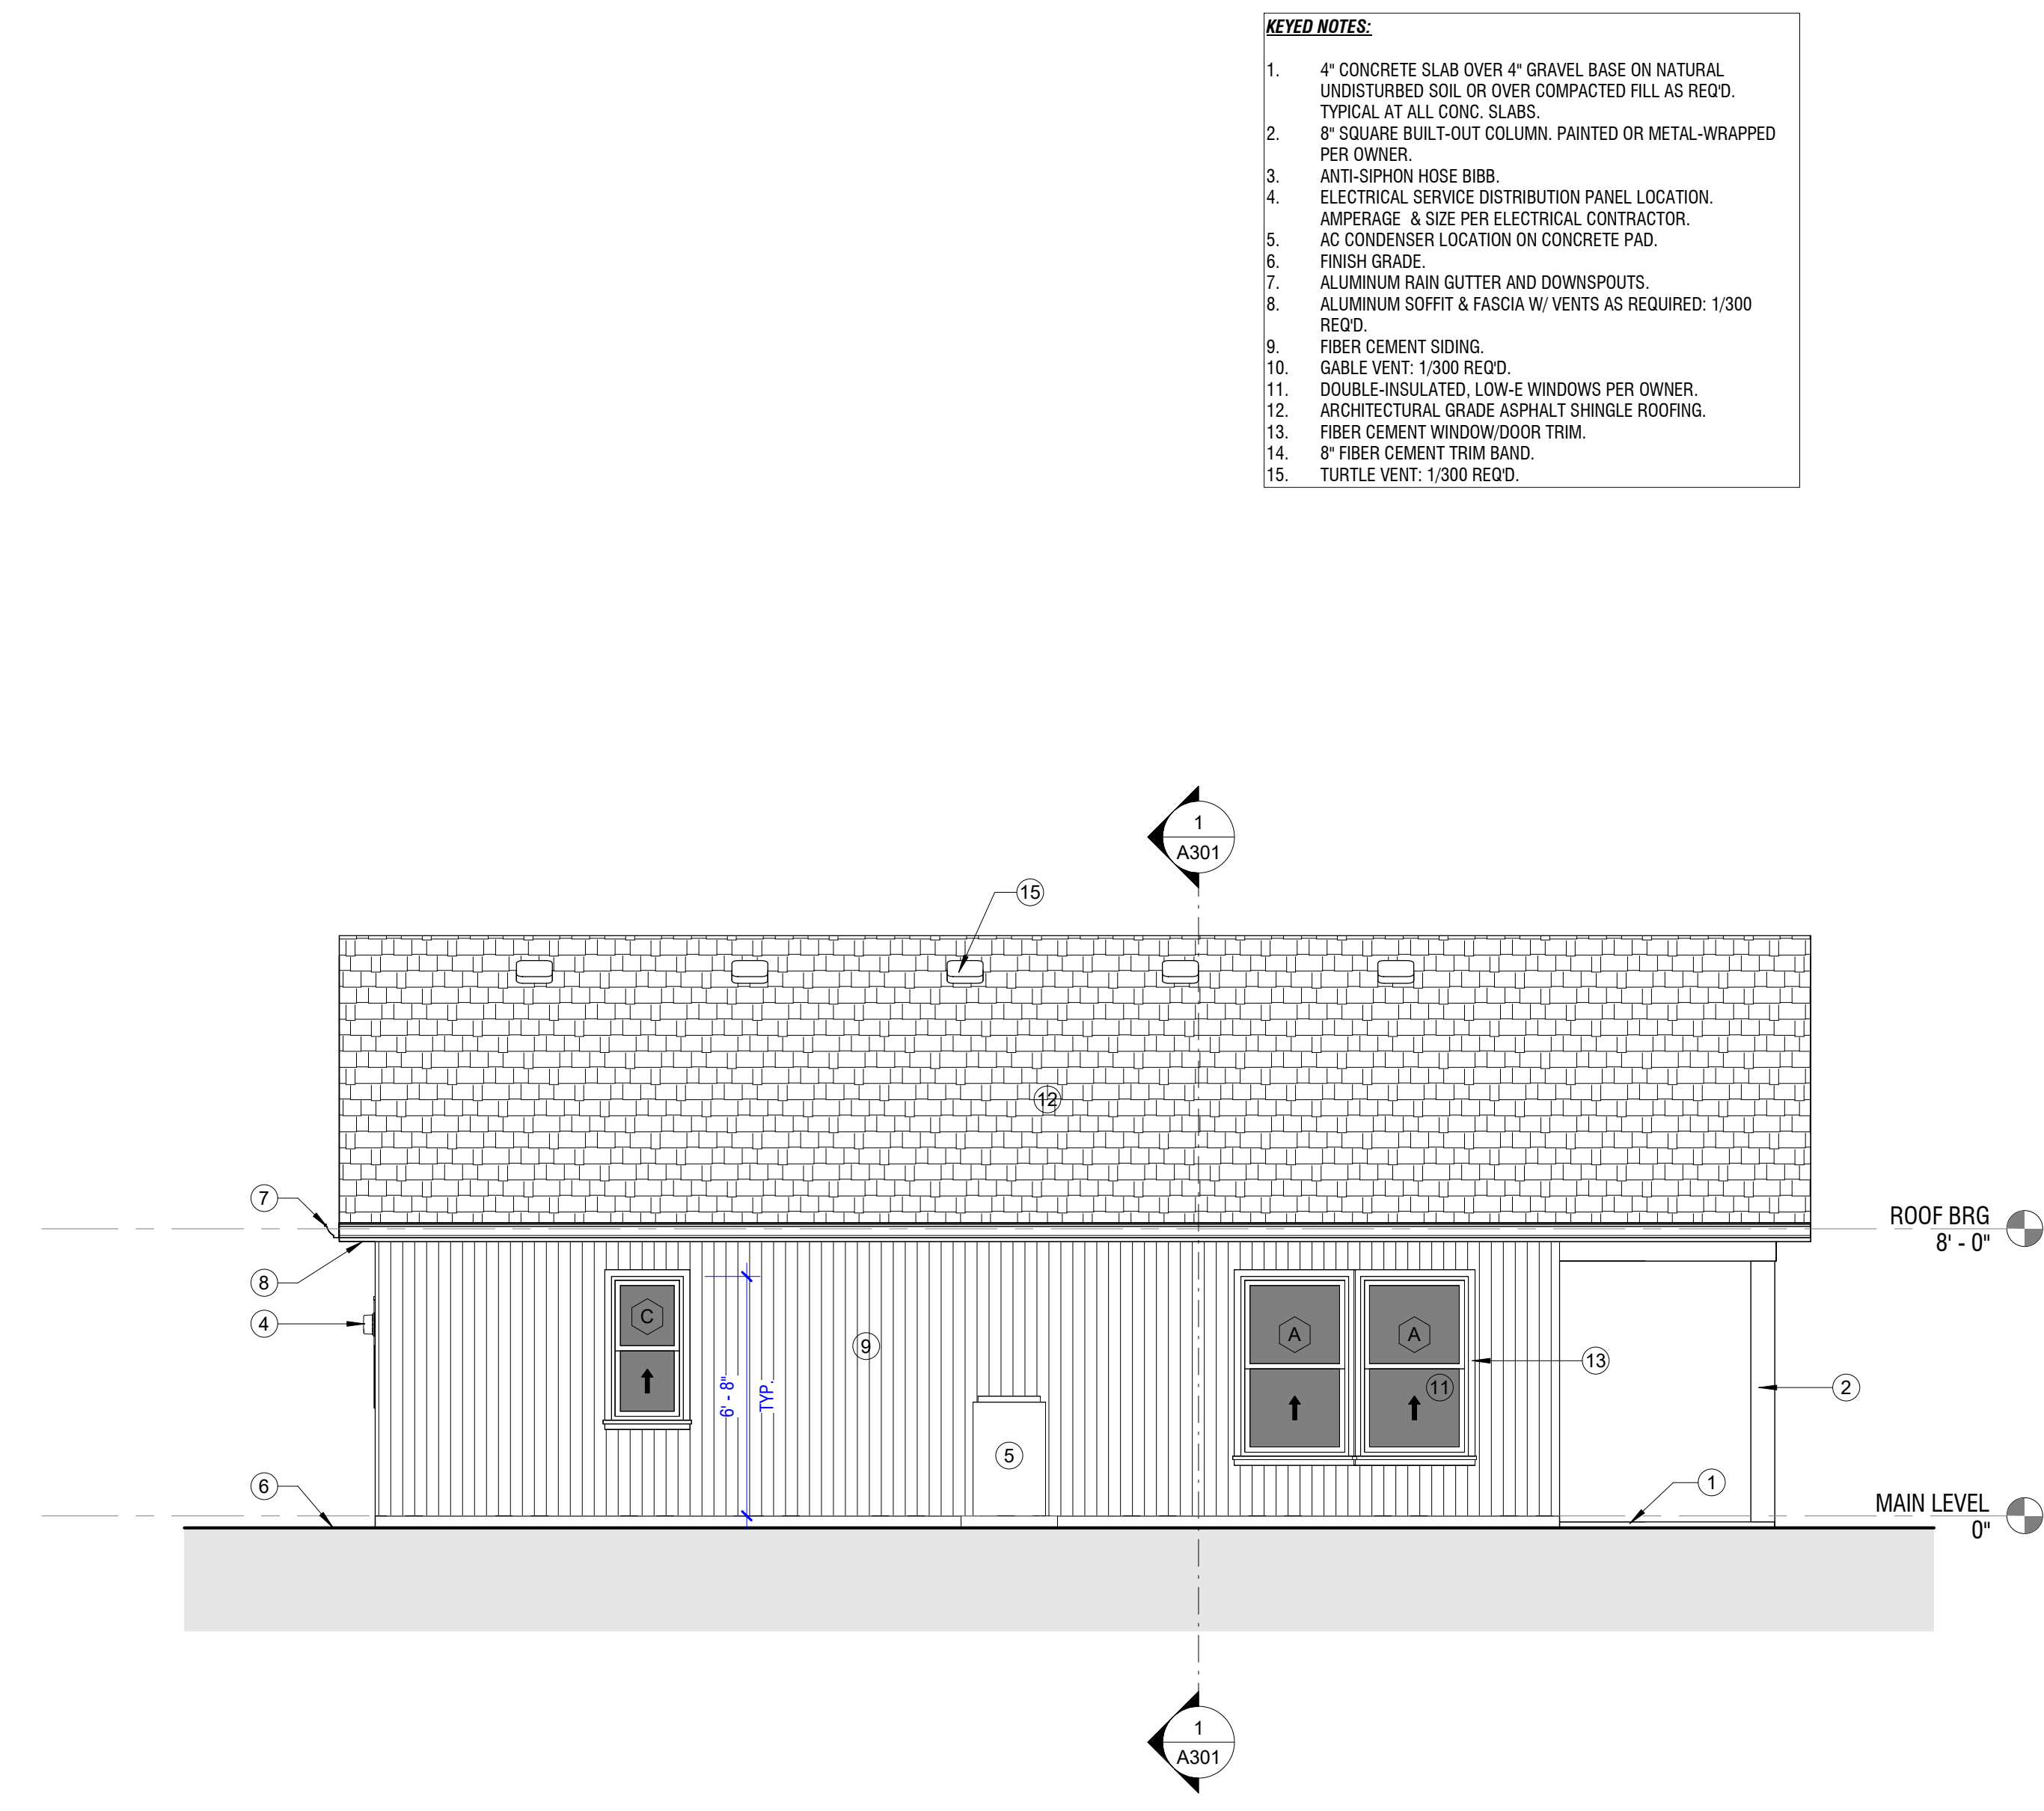 KEYED NOTES:
1. 4" CONCRETE SLAB OVER 4" GRAVEL BASE ON NATURAL
UNDISTURBED SOIL OR OVER COMPACTED FILL AS REQ'D.
TYPICAL AT ALL CONC. SLABS.
2. 8" SQUARE BUILT-OUT COLUMN. PAINTED OR METAL-WRAPPED
PER OWNER.
3. ANTI-SIPHON HOSE BIBB.
4. ELECTRICAL SERVICE DISTRIBUTION PANEL LOCATION.
AMPERAGE & SIZE PER ELECTRICAL CONTRACTOR.
5. AC CONDENSER LOCATION ON CONCRETE PAD.
6. FINISH GRADE.
7. ALUMINUM RAIN GUTTER AND DOWNSPOUTS.
8. ALUMINUM SOFFIT & FASCIA W/ VENTS AS REQUIRED: 1/300
REQ'D.
9. FIBER CEMENT SIDING.
10. GABLE VENT: 1/300 REQ'D.
11. DOUBLE-INSULATED, LOW-E WINDOWS PER OWNER.
12. ARCHITECTURAL GRADE ASPHALT SHINGLE ROOFING.
13. FIBER CEMENT WINDOW/DOOR TRIM.
14. 8" FIBER CEMENT TRIM BAND.
15. TURTLE VENT: 1/300 REQ'D.
1
A301
15
12
7
ROOF BRG
8' - 0"
8
4
C
9
A
A
13
11
2
6' - 8"
TYP.
5
6
1
MAIN LEVEL
0"
1
A301